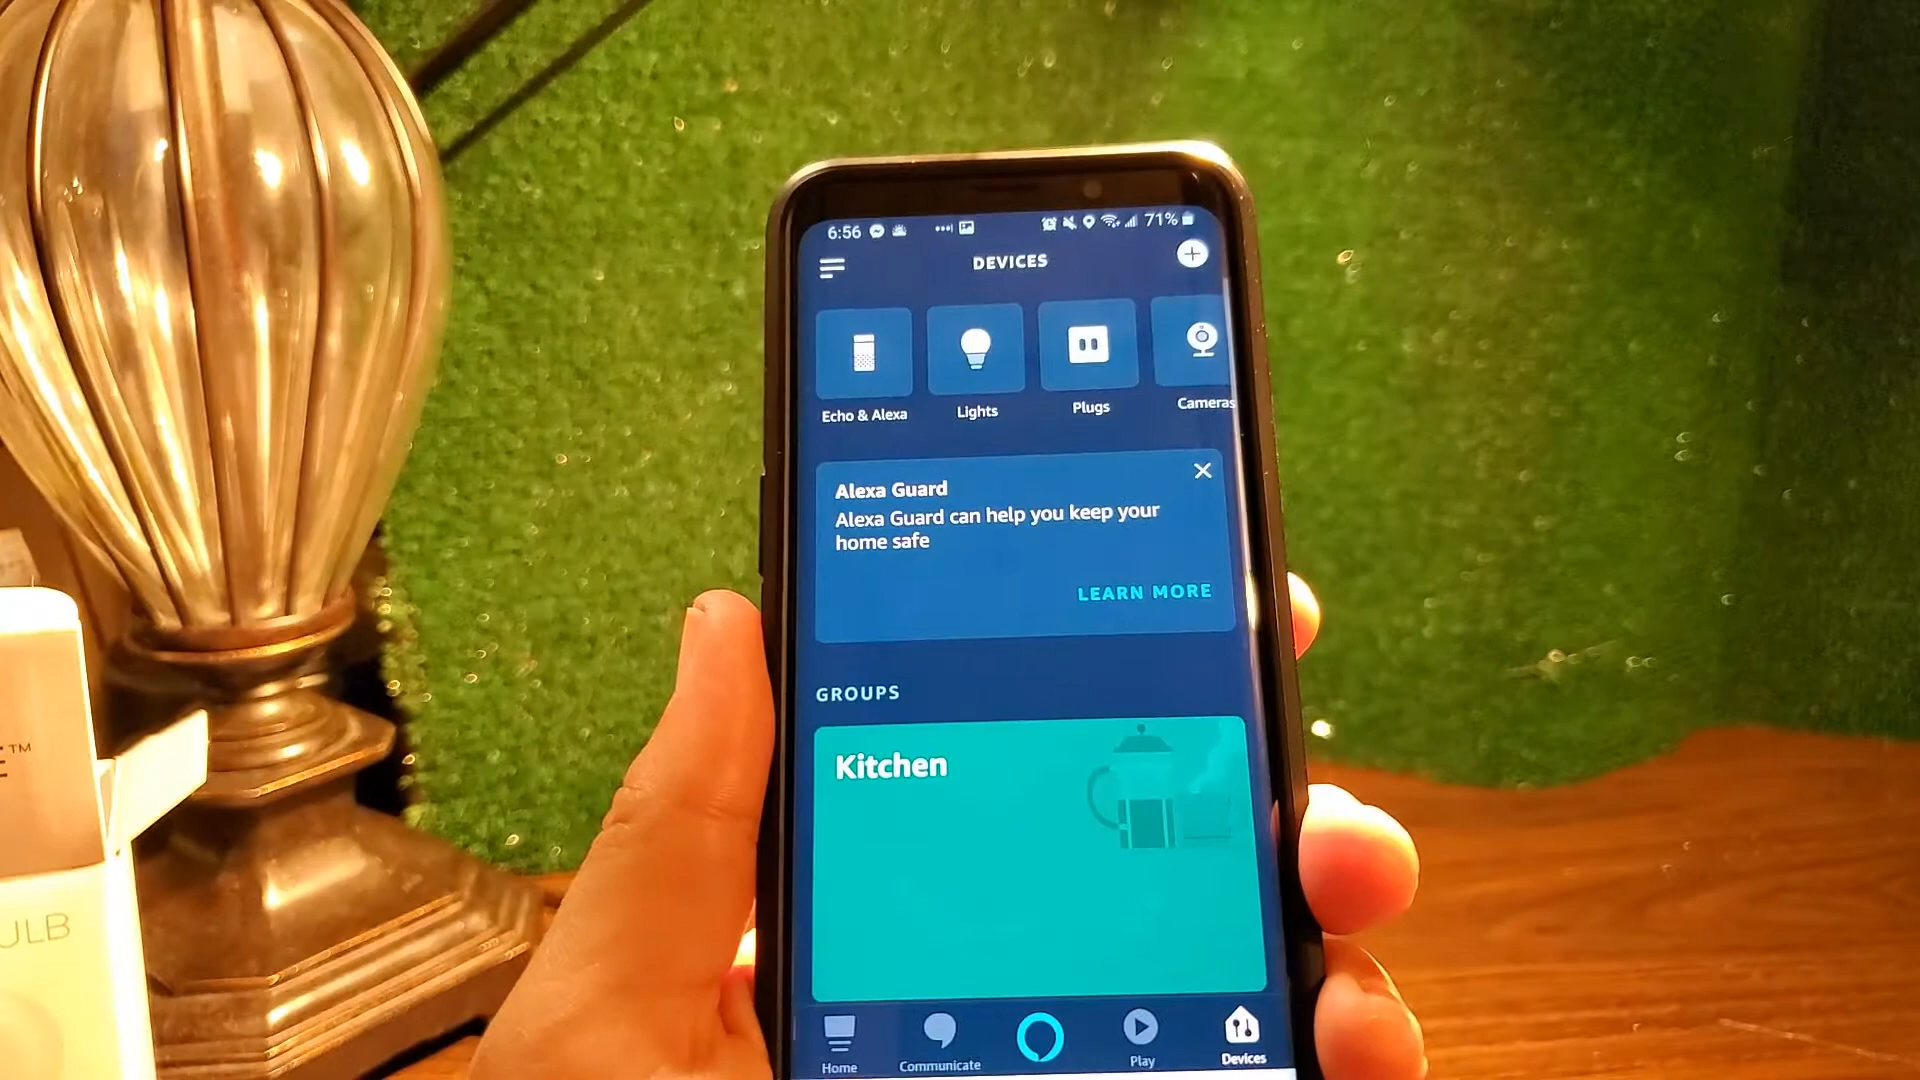 6:56
71%
DEVICES
Echo & Alexa
Lights
Plugs
Cameras
Alexa Guard
Alexa Guard can help you keep your
home safe
LEARN MORE
GROUPS
Kitchen
Home
Communicate
Play
Devices
E™
ULB